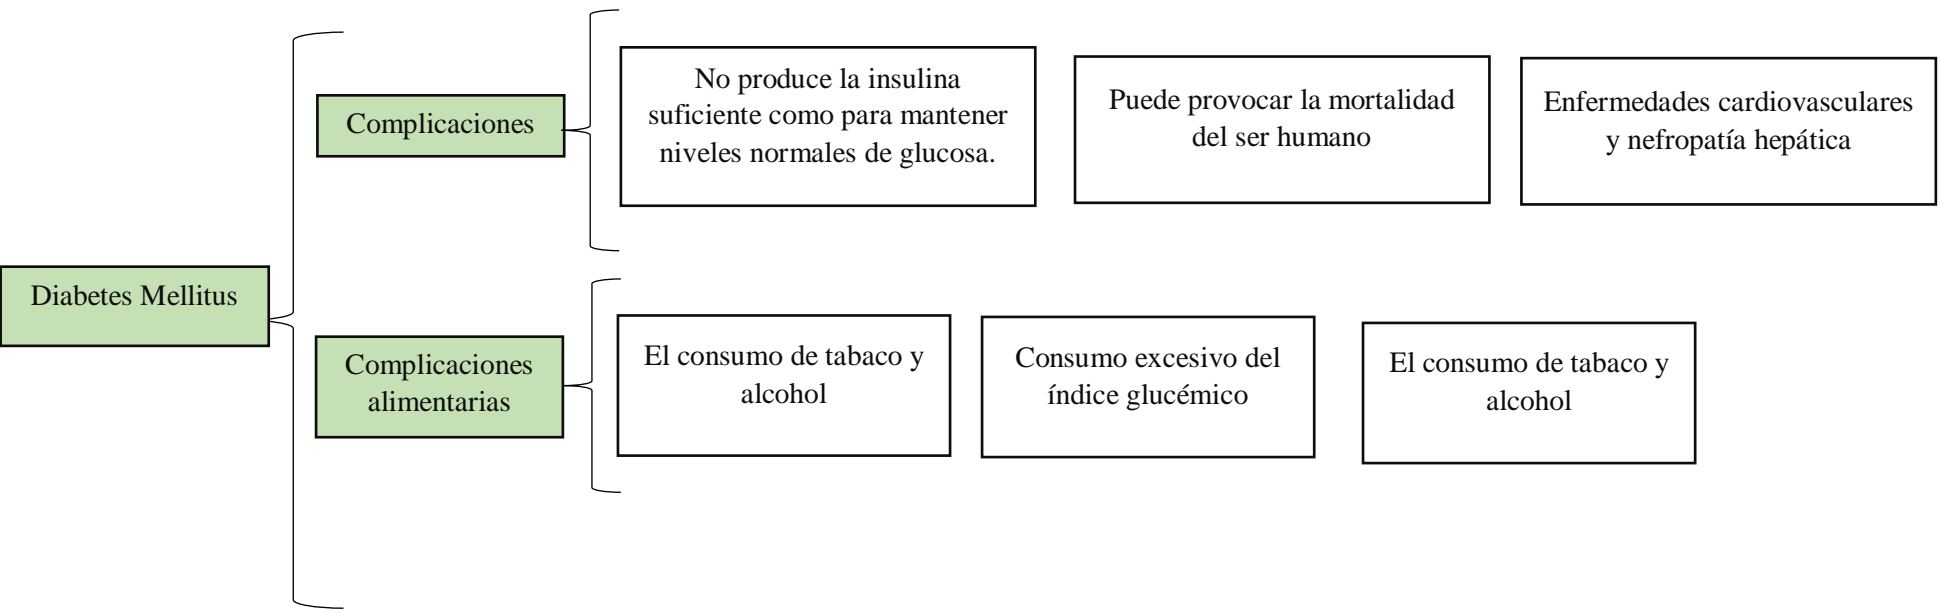 Diabetes Mellitus
Complicaciones
No produce la insulina
suficiente como para mantener
niveles normales de glucosa.
Puede provocar la mortalidad
del ser humano
Enfermedades cardiovasculares
y nefropatía hepática
Complicaciones
alimentarias
El consumo de tabaco y
alcohol
Consumo excesivo del
índice glucémico
El consumo de tabaco y
alcohol